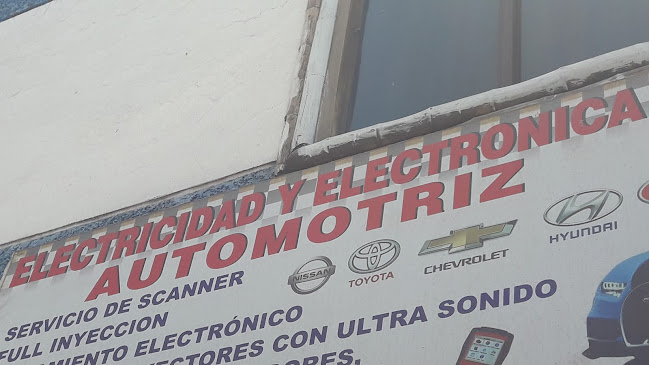 ELECTRICIDAD Y ELECTRONICA
AUTOMOTRIZ
SERVICIO DE SCANNER
NISSAN
TOYOTA
CHEVROLET
HYUNDAI
FULL INYECCION
ELECTRÓNICO
CON ULTRA SONIDO